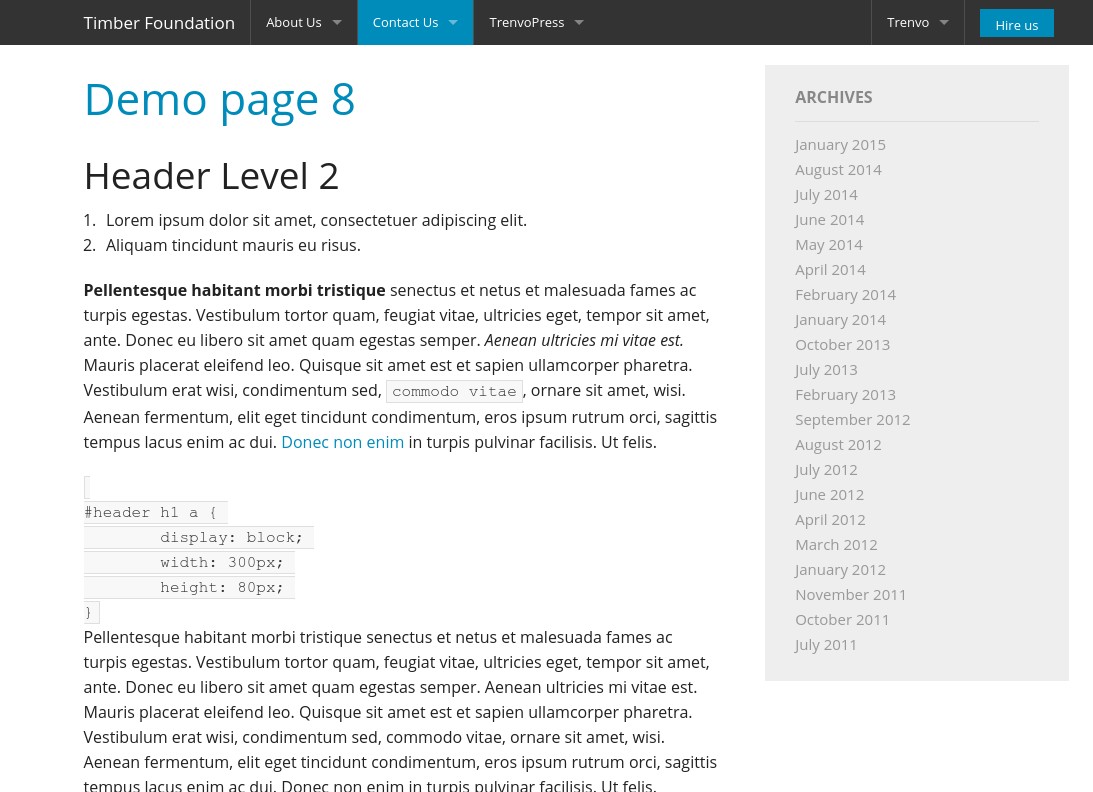 Timber Foundation
About Us
Contact Us
TrenvoPress
Trenvo
Hire us
Demo page 8
Header Level 2
1. Lorem ipsum dolor sit amet, consectetuer adipiscing elit.
2. Aliquam tincidunt mauris eu risus.
Pellentesque habitant morbi tristique senectus et netus et malesuada fames ac
turpis egestas. Vestibulum tortor quam, feugiat vitae, ultricies eget, tempor sit amet,
ante. Donec eu libero sit amet quam egestas semper. Aenean ultricies mi vitae est.
Mauris placerat eleifend leo. Quisque sit amet est et sapien ullamcorper pharetra.
Vestibulum erat wisi, condimentum sed, commodo vitae, ornare sit amet, wisi.
Aenean fermentum, elit eget tincidunt condimentum, eros ipsum rutrum orci, sagittis
tempus lacus enim ac dui. Donec non enim in turpis pulvinar facilisis. Ut felis.
#header h1 a {
display: block;
width: 300px;
height: 80px;
}
Pellentesque habitant morbi tristique senectus et netus et malesuada fames ac
turpis egestas. Vestibulum tortor quam, feugiat vitae, ultricies eget, tempor sit amet,
ante. Donec eu libero sit amet quam egestas semper. Aenean ultricies mi vitae est.
Mauris placerat eleifend leo. Quisque sit amet est et sapien ullamcorper pharetra.
Vestibulum erat wisi, condimentum sed, commodo vitae, ornare sit amet, wisi.
Aenean fermentum, elit eget tincidunt condimentum, eros ipsum rutrum orci, sagittis
tempus lacus enim ac dui. Donec non enim in turpis pulvinar facilisis. Ut felis.
ARCHIVES
January 2015
August 2014
July 2014
June 2014
May 2014
April 2014
February 2014
January 2014
October 2013
July 2013
February 2013
September 2012
August 2012
July 2012
June 2012
April 2012
March 2012
January 2012
November 2011
October 2011
July 2011